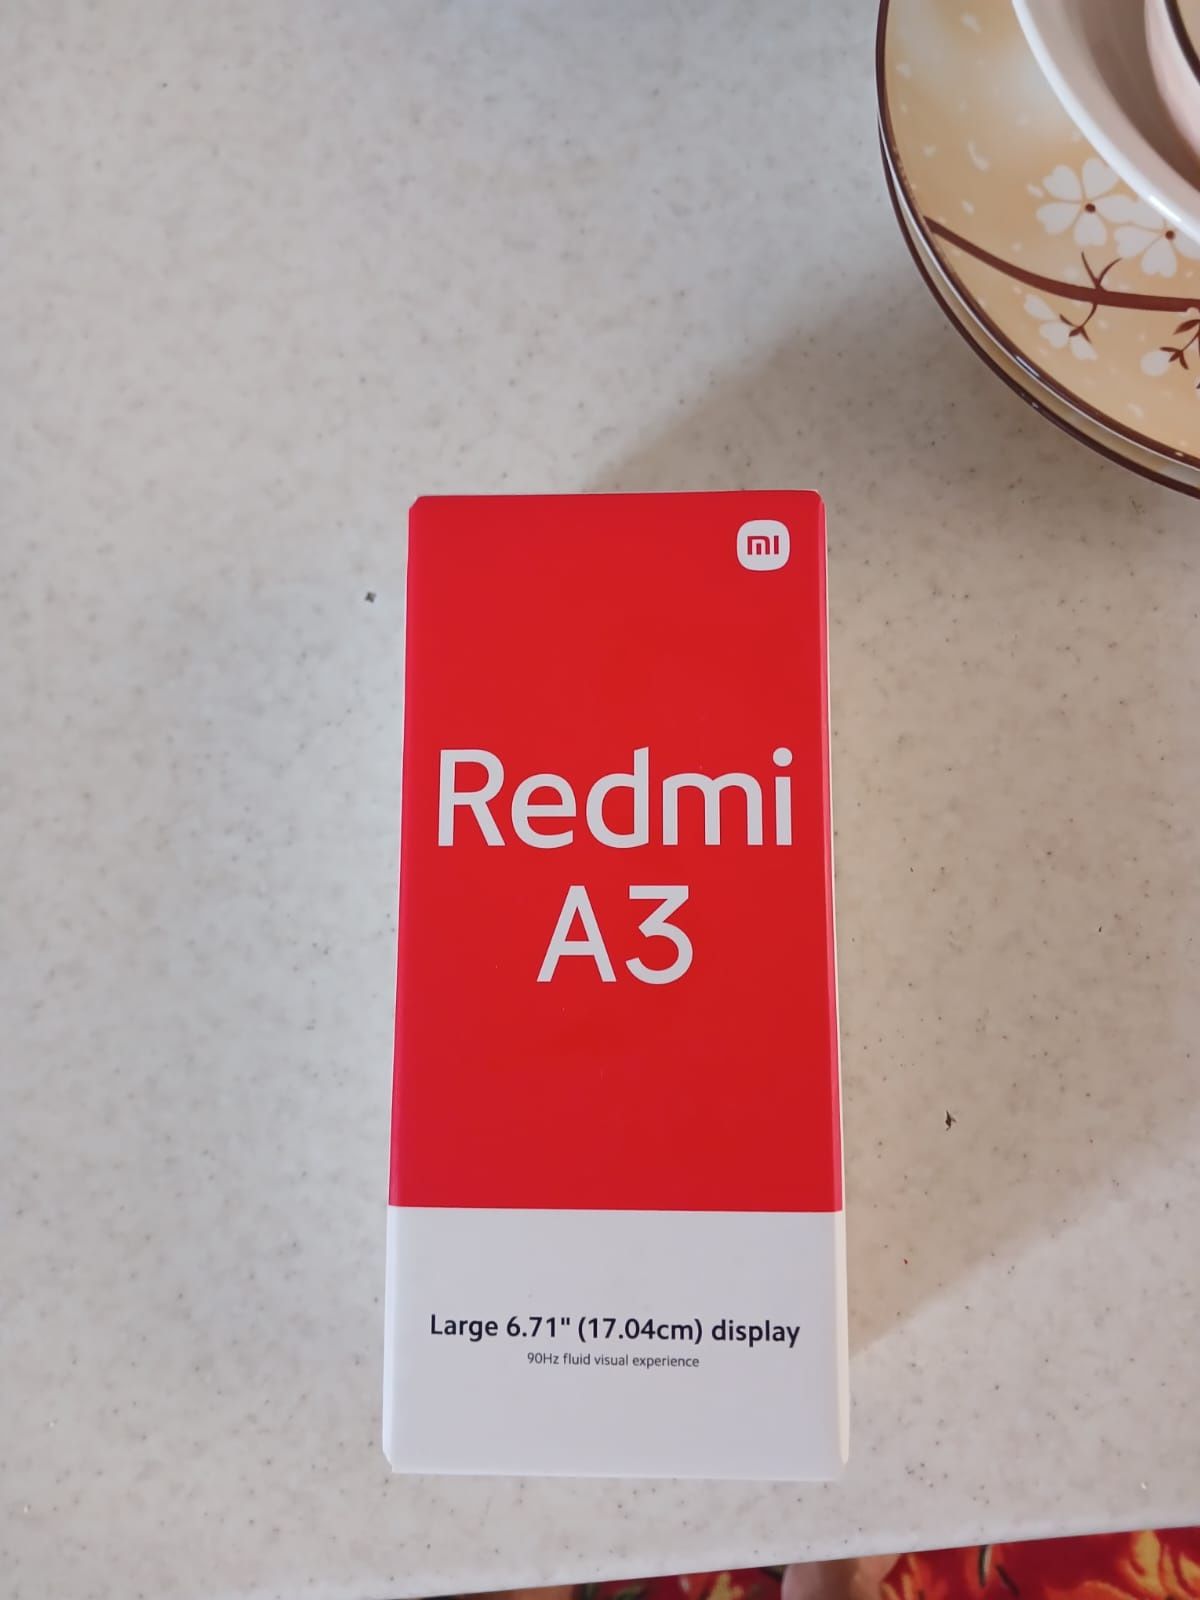 mi
Redmi
A3
Large 6.71" (17.04cm) display
90Hz fluid visual experience